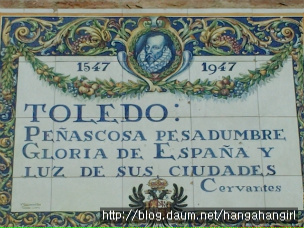 1547 1947
TOLEDO:
PEÑASCOSA PESADUMBRE
GLORIA DE ESPAÑA Y
LUZ DE SUS CIUDADES
Cervantes
http://blog.daum.net/hangahangirl